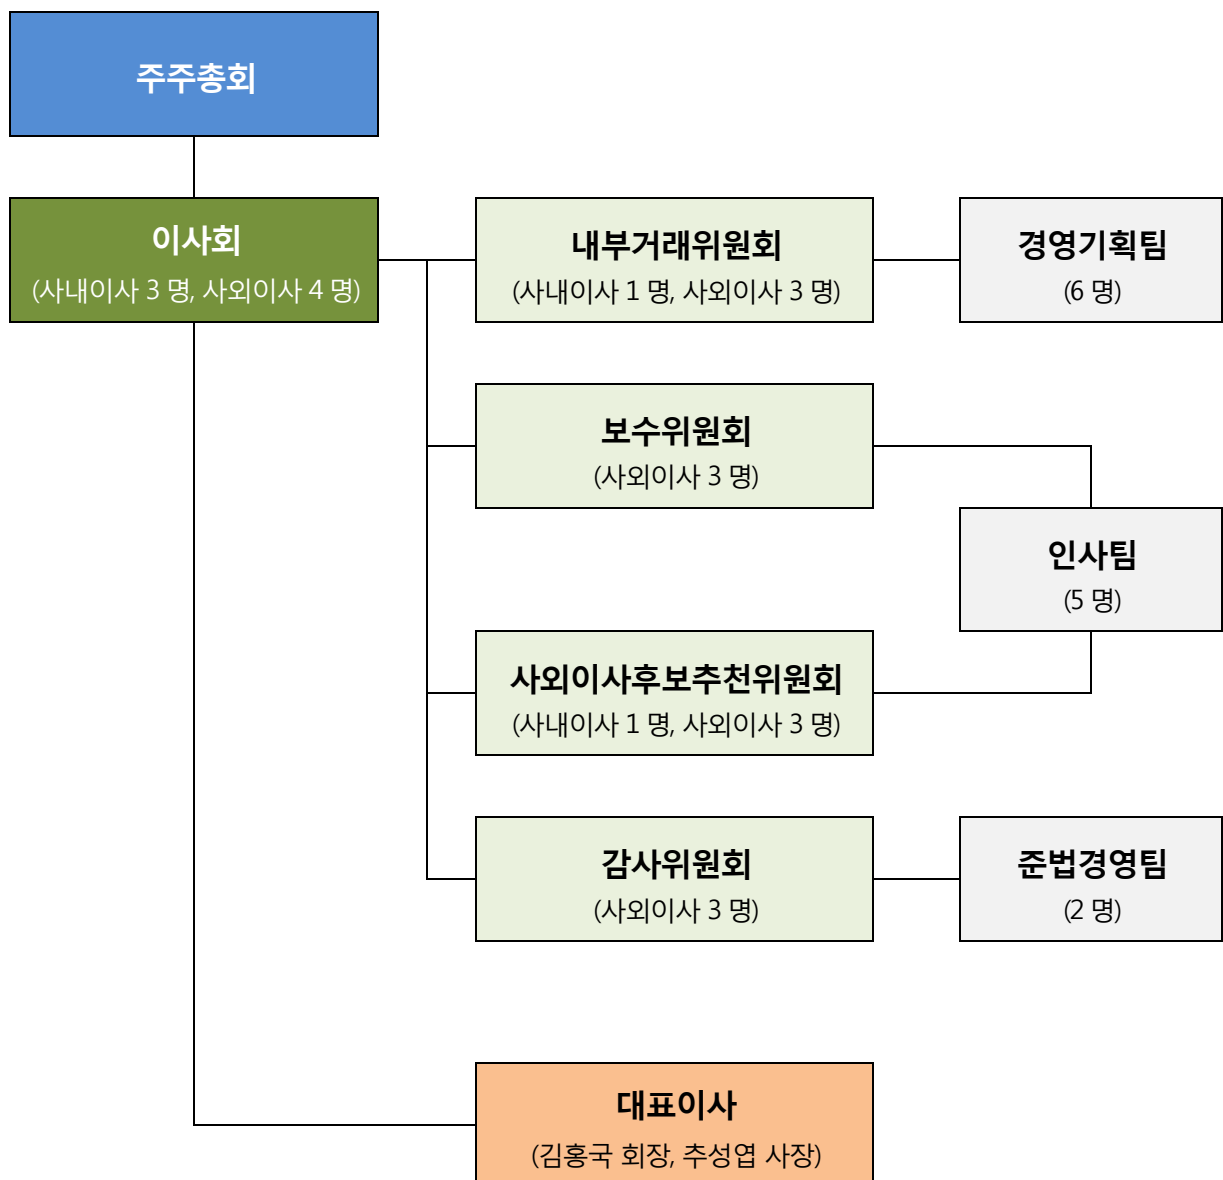 주주총회
이사회
(사내이사 3 명, 사외이사 4 명)
내부거래위원회
(사내이사 1 명, 사외이사 3 명)
경영기획팀
(6 명)
보수위원회
(사외이사 3 명)
인사팀
(5 명)
사외이사후보추천위원회
(사내이사 1 명, 사외이사 3 명)
감사위원회
(사외이사 3 명)
준법경영팀
(2 명)
대표이사
(김홍국 회장, 추성엽 사장)